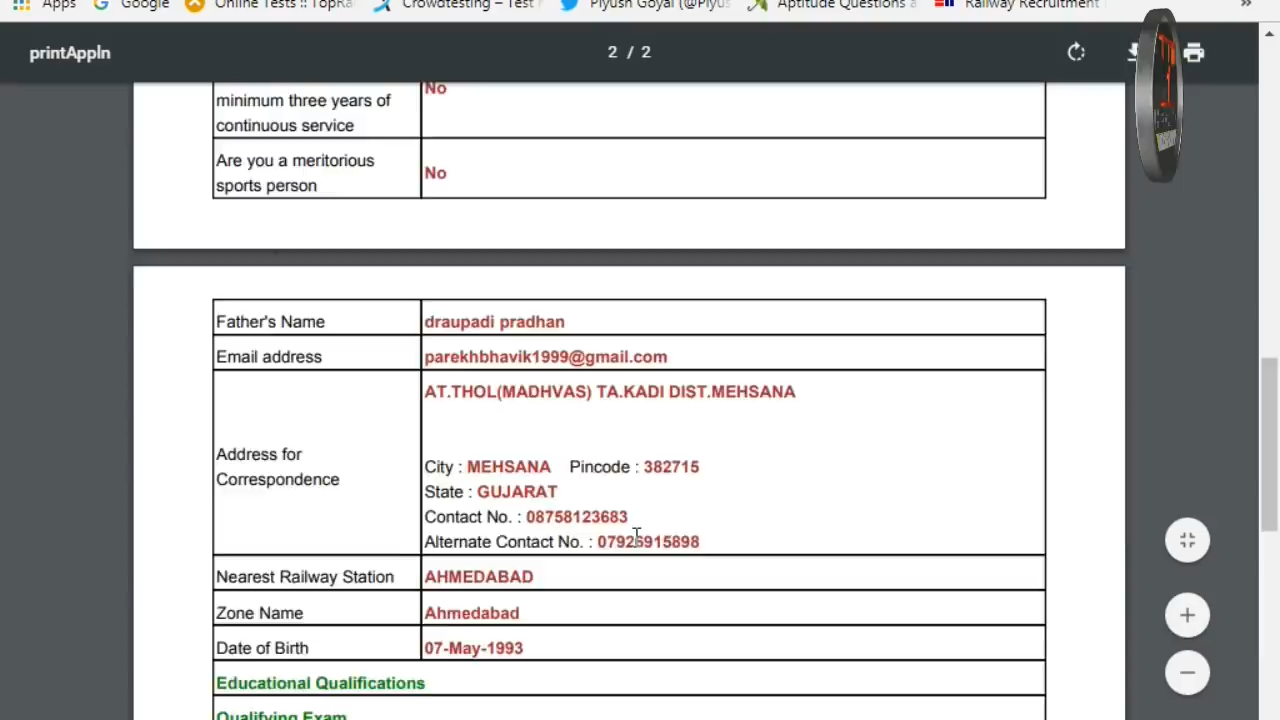 Apps Google Online Tests :: TopRa Crowdtesting – Test Piyush Goyal (@Piyus Aptitude Questions a Railway Recruitment »
printAppln 2 / 2
minimum three years of
continuous service
No
Are you a meritorious
sports person
No
Father's Name draupadi pradhan
Email address parekhbhavik1999@gmail.com
Address for
Correspondence
AT.THOL(MADHVAS) TA.KADI DIST.MEHSANA
City : MEHSANA Pincode : 382715
State : GUJARAT
Contact No. : 08758123683
Alternate Contact No. : 07926915898
Nearest Railway Station AHMEDABAD
Zone Name Ahmedabad
Date of Birth 07-May-1993
Educational Qualifications
Qualifying Exam